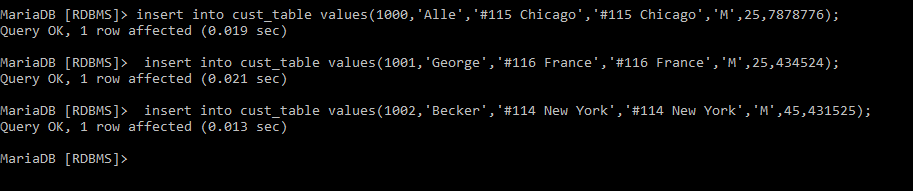 MariaDB [RDBMS]> insert into cust_table values(1000,'Alle','#115 Chicago','#115 Chicago','M',25,7878776);
Query OK, 1 row affected (0.019 sec)
MariaDB [RDBMS]>  insert into cust_table values(1001,'George','#116 France','#116 France','M',25,434524);
Query OK, 1 row affected (0.021 sec)
MariaDB [RDBMS]>  insert into cust_table values(1002,'Becker','#114 New York','#114 New York','M',45,431525);
Query OK, 1 row affected (0.013 sec)
MariaDB [RDBMS]>